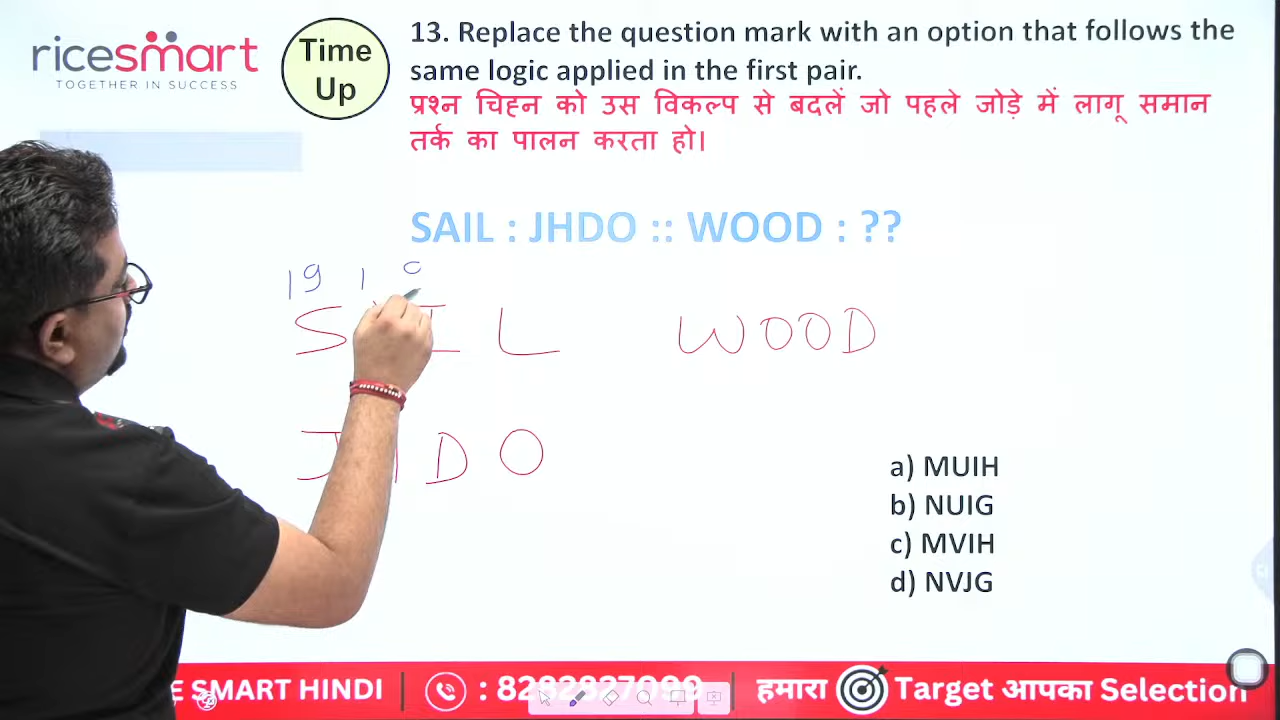 ricesmart
TOGETHER IN SUCCESS
Time
Up
13. Replace the question mark with an option that follows the
same logic applied in the first pair.
प्रश्न चिह्न को उस विकल्प से बदलें जो पहले जोड़े में लागू समान
तर्क का पालन करता हो।
SAIL : JHDO :: WOOD : ??
19 1
S I L WOOD
J D O
a) MUIH
b) NUIG
c) MVIH
d) NVJG
E SMART HINDI : 8282827099 हमारा Target आपका Selection